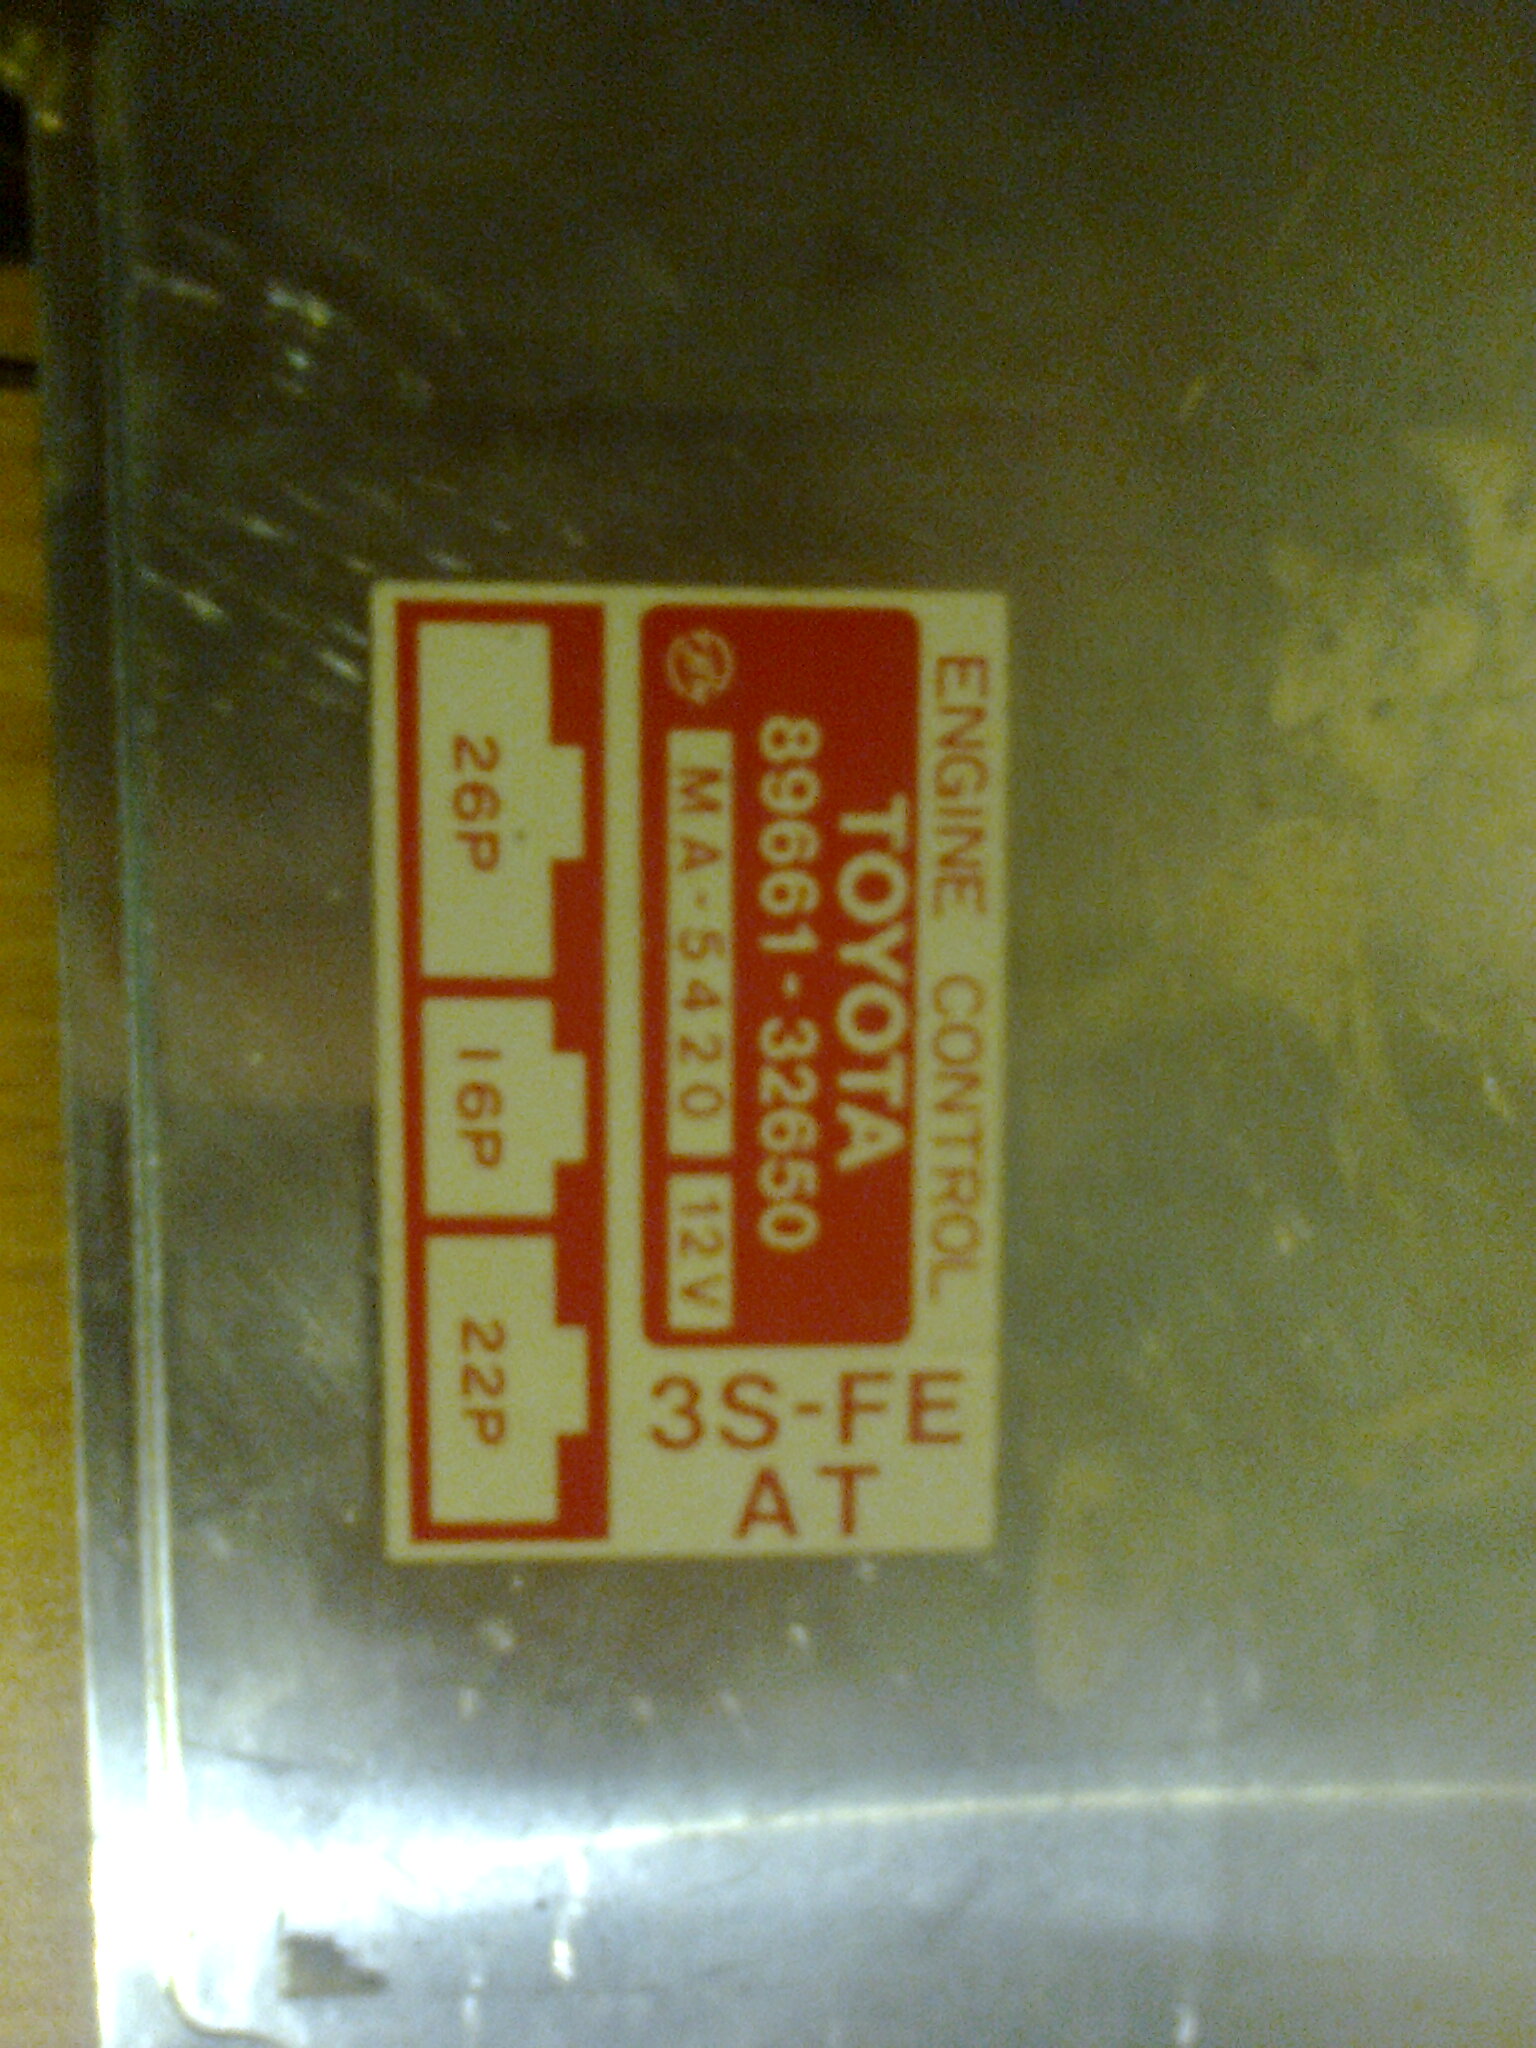 ENGINE CONTROL
TOYOTA
89661-32650
MA-5420 12V
3S-FE
AT
26P 16P 22P